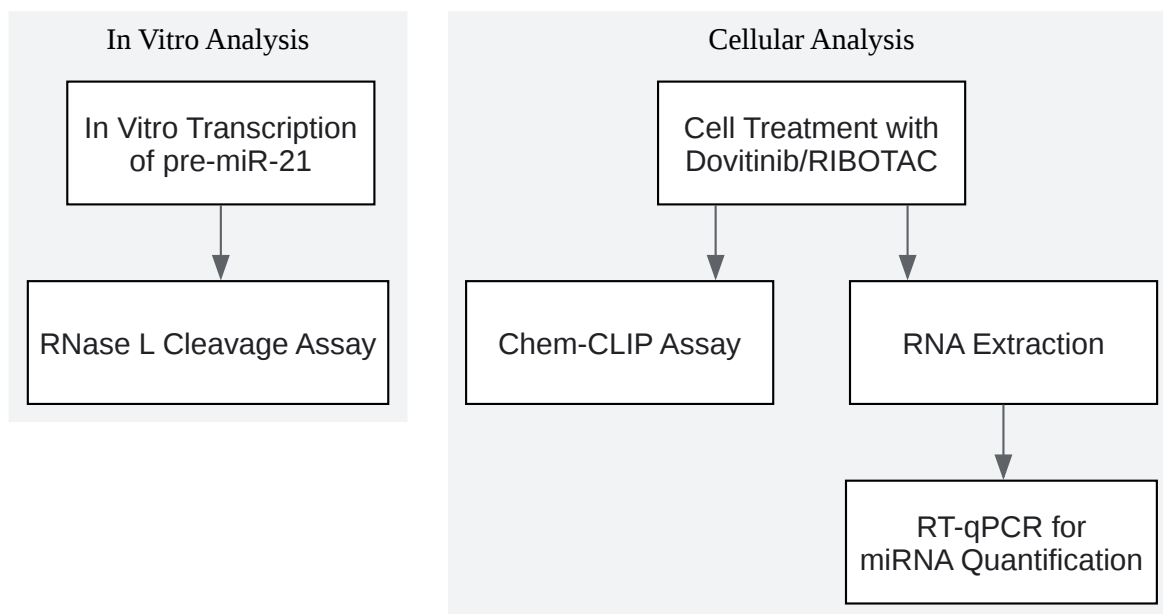 In Vitro Analysis
In Vitro Transcription
of pre-miR-21
RNase L Cleavage Assay
Cellular Analysis
Cell Treatment with
Dovitinib/RIBOTAC
Chem-CLIP Assay
RNA Extraction
RT-qPCR for
miRNA Quantification